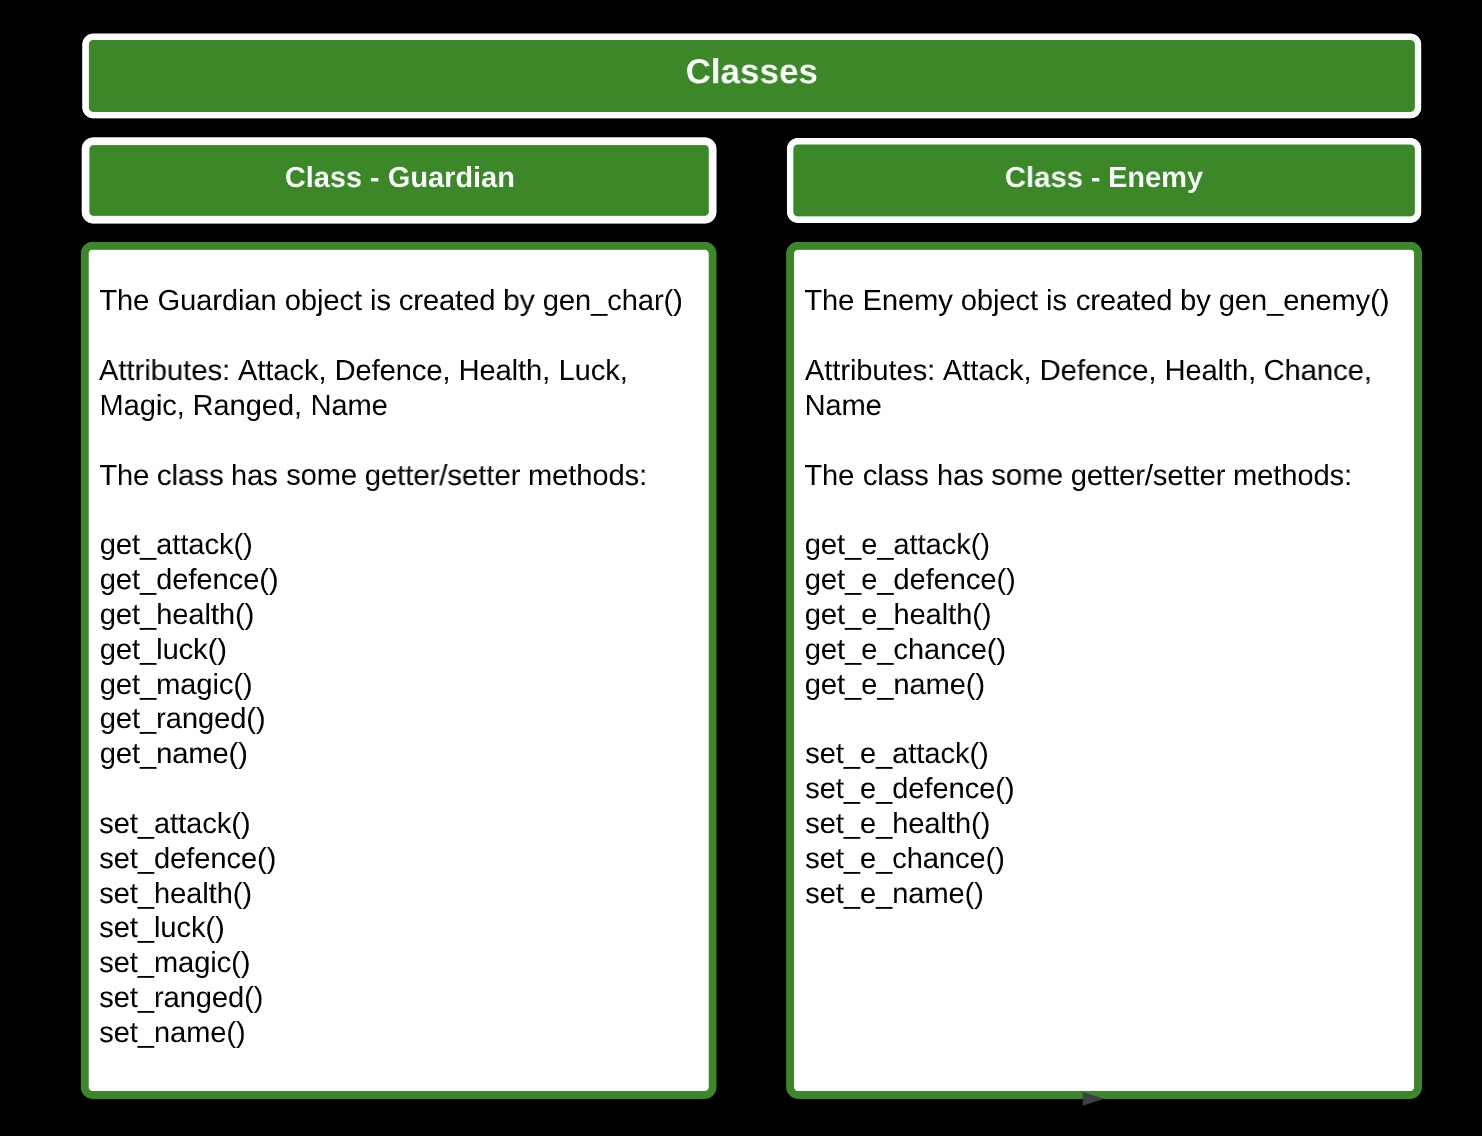 Classes
Class - Guardian
The Guardian object is created by gen_char()
Attributes: Attack, Defence, Health, Luck,
Magic, Ranged, Name
The class has some getter/setter methods:
get_attack()
get_defence()
get_health()
get_luck()
get_magic()
get_ranged()
get_name()
set_attack()
set_defence()
set_health()
set_luck()
set_magic()
set_ranged()
set_name()
Class - Enemy
The Enemy object is created by gen_enemy()
Attributes: Attack, Defence, Health, Chance,
Name
The class has some getter/setter methods:
get_e_attack()
get_e_defence()
get_e_health()
get_e_chance()
get_e_name()
set_e_attack()
set_e_defence()
set_e_health()
set_e_chance()
set_e_name()